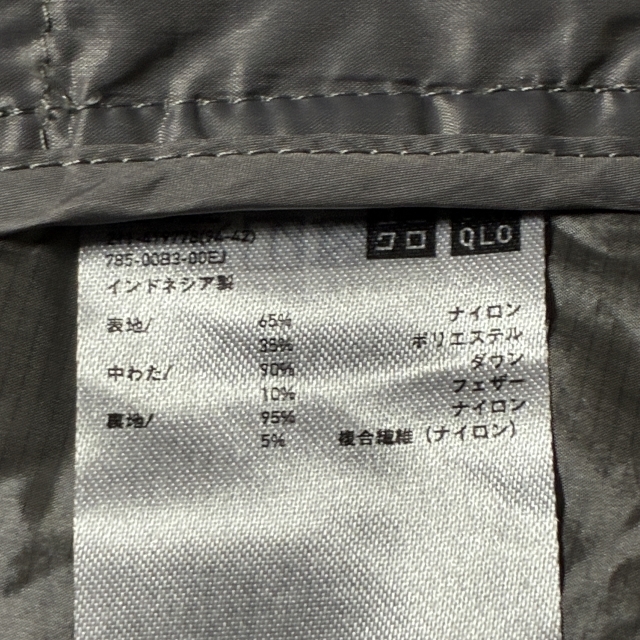 クロ QLO
785-00B3-00EJ
インドネシア製
表地/ 65% ナイロン
35% ポリエステル
中わた/ 90% ダウン
10% フェザー
裏地/ 95% ナイロン
5% 複合繊維 (ナイロン)